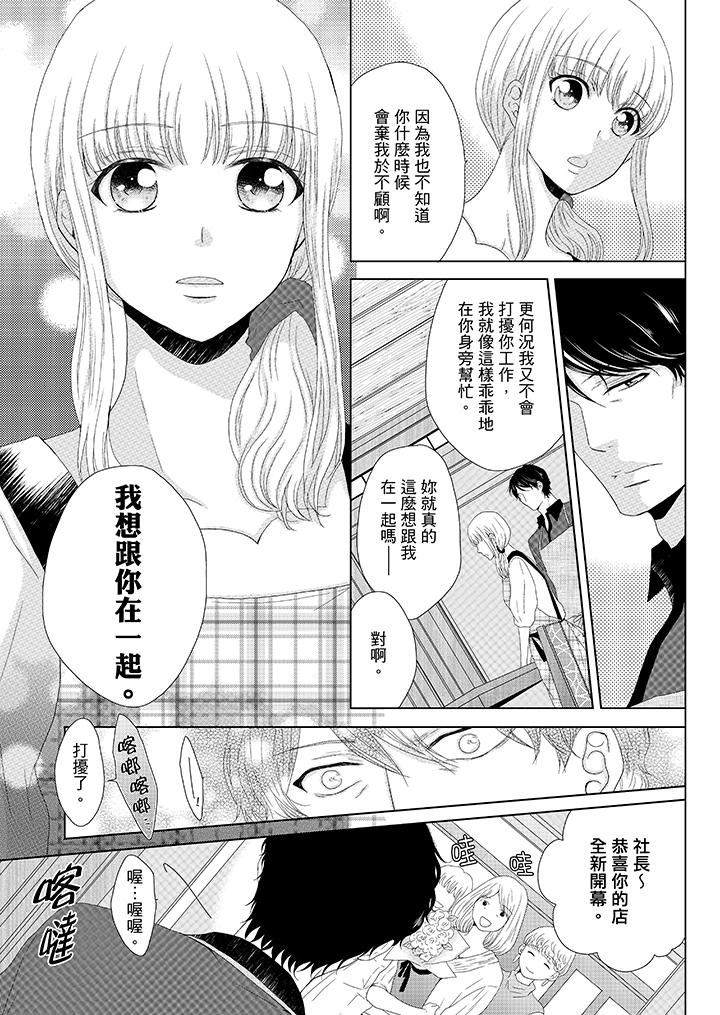 因為我也不知道
你什麼時候
會棄我於不顧啊。
更何況我又不會
打擾你工作，
我就像這樣乖乖地
在你身旁幫忙。
妳就真的
這麼想跟我
在一起嗎——
對啊。
我想跟你在一起。
—！
喀啷喀啷…
打擾了。
社長～
恭喜你的店
全新開幕。
哇
哇
喔…喔喔。
喀噠